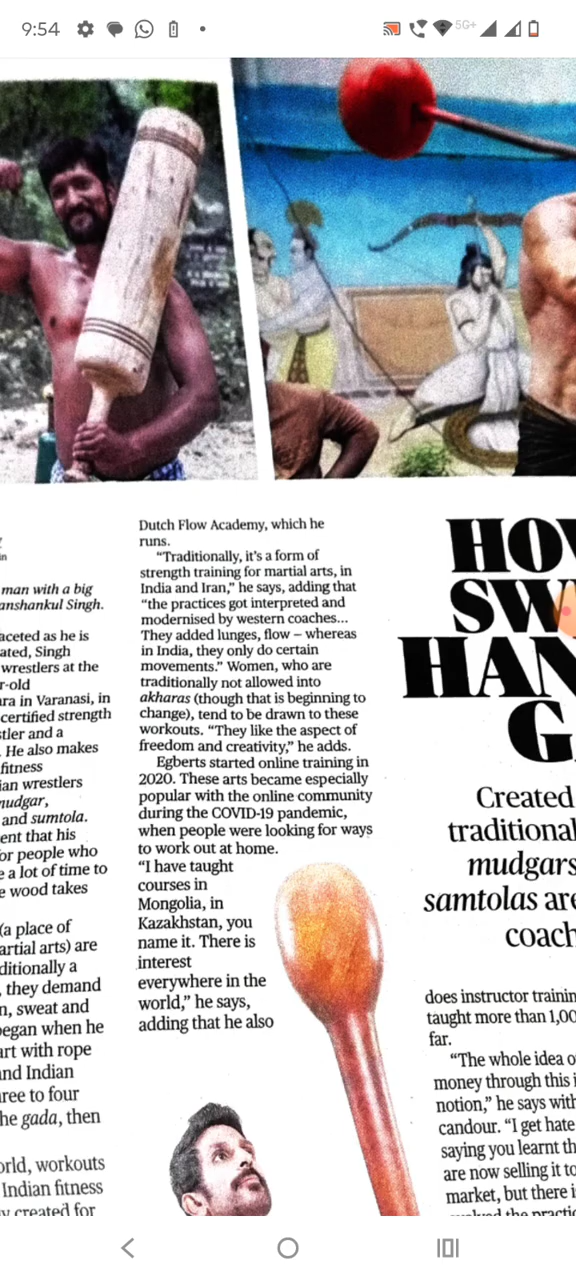 9:54
5G+
in
man with a big
anshankul Singh.
aceted as he is
ated, Singh
wrestlers at the
r-old
ara in Varanasi, in
certified strength
stler and a
. He also makes
fitness
ian wrestlers
mudgar,
and sumtola.
ent that his
or people who
e a lot of time to
e wood takes
(a place of
artial arts) are
ditionally a
, they demand
n, sweat and
began when he
art with rope
and Indian
hree to four
he gada, then
orld, workouts
Indian fitness
created for
Dutch Flow Academy, which he
runs.
“Traditionally, it’s a form of
strength training for martial arts, in
India and Iran,” he says, adding that
“the practices got interpreted and
modernised by western coaches...
They added lunges, flow – whereas
in India, they only do certain
movements.” Women, who are
traditionally not allowed into
akharas (though that is beginning to
change), tend to be drawn to these
workouts. “They like the aspect of
freedom and creativity,” he adds.
Egberts started online training in
2020. These arts became especially
popular with the online community
during the COVID-19 pandemic,
when people were looking for ways
to work out at home.
“I have taught
courses in
Mongolia, in
Kazakhstan, you
name it. There is
interest
everywhere in the
world,” he says,
adding that he also
HOW
SW
HAN
G
Created
traditional
mudgars
samtolas are
coach
does instructor trainin
taught more than 1,00
far.
“The whole idea o
money through this i
notion,” he says with
candour. “I get hate
saying you learnt th
are now selling it to
market, but there i
the practic